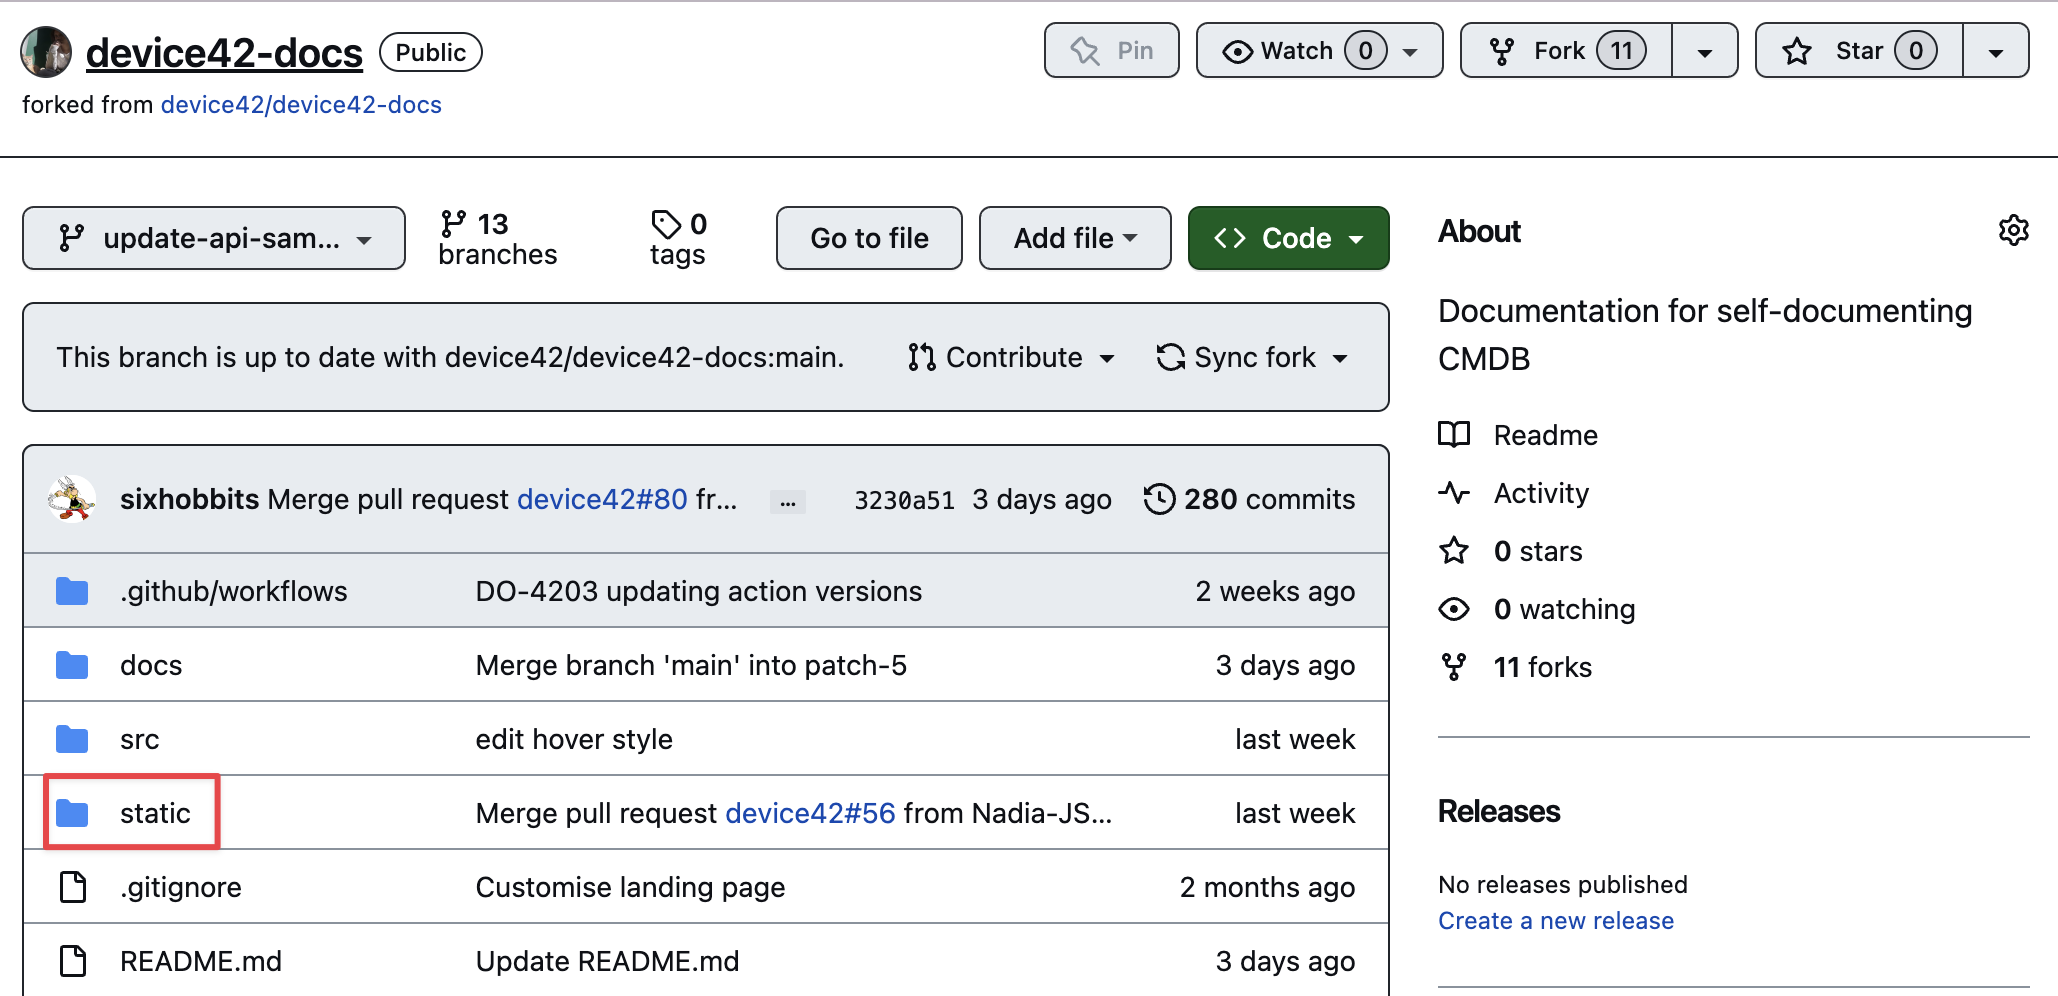 device42-docs Public Pin Watch 0 Fork 11 Star 0
forked from device42/device42-docs
update-api-sam... 13 branches 0 tags Go to file Add file Code
This branch is up to date with device42/device42-docs:main. Contribute Sync fork
sixhobbits Merge pull request device42#80 fr... ... 3230a51 3 days ago 280 commits
.github/workflows DO-4203 updating action versions 2 weeks ago
docs Merge branch 'main' into patch-5 3 days ago
src edit hover style last week
static Merge pull request device42#56 from Nadia-JS... last week
.gitignore Customise landing page 2 months ago
README.md Update README.md 3 days ago
About
Documentation for self-documenting
CMDB
Readme
Activity
0 stars
0 watching
11 forks
Releases
No releases published
Create a new release